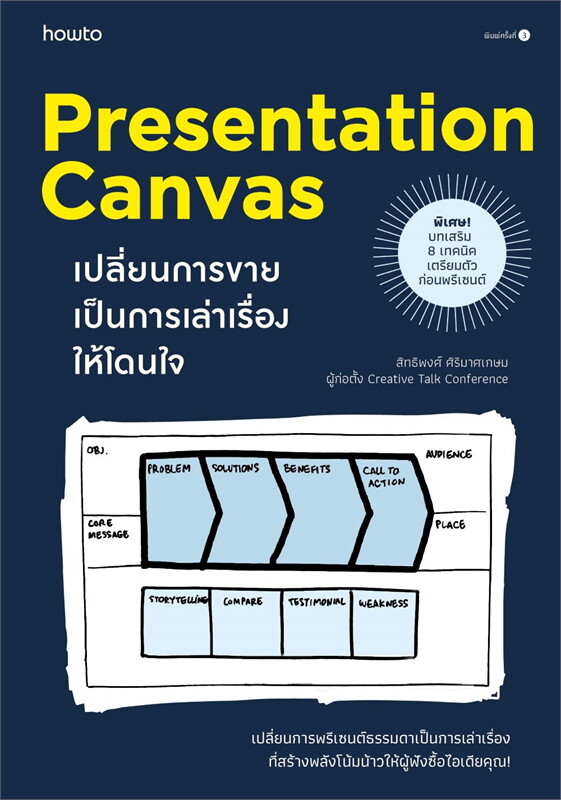 howto
พิมพ์ครั้งที่ 3
Presentation
Canvas
พิเศษ!
บทเสริม
8 เทคนิค
เตรียมตัว
ก่อนพรีเซนต์
เปลี่ยนการขาย
เป็นการเล่าเรื่อง
ให้โดนใจ
สิทธิพงศ์ ศิริมาศเกษม
ผู้ก่อตั้ง Creative Talk Conference
OBJ.
PROBLEM
SOLUTIONS
BENEFITS
CALL TO
ACTION
AUDIENCE
CORE
MESSAGE
PLACE
STORYTELLING
COMPARE
TESTIMONIAL
WEAKNESS
เปลี่ยนการพรีเซนต์ธรรมดาเป็นการเล่าเรื่อง
ที่สร้างพลังโน้มน้าวให้ผู้ฟังซื้อไอเดียคุณ!